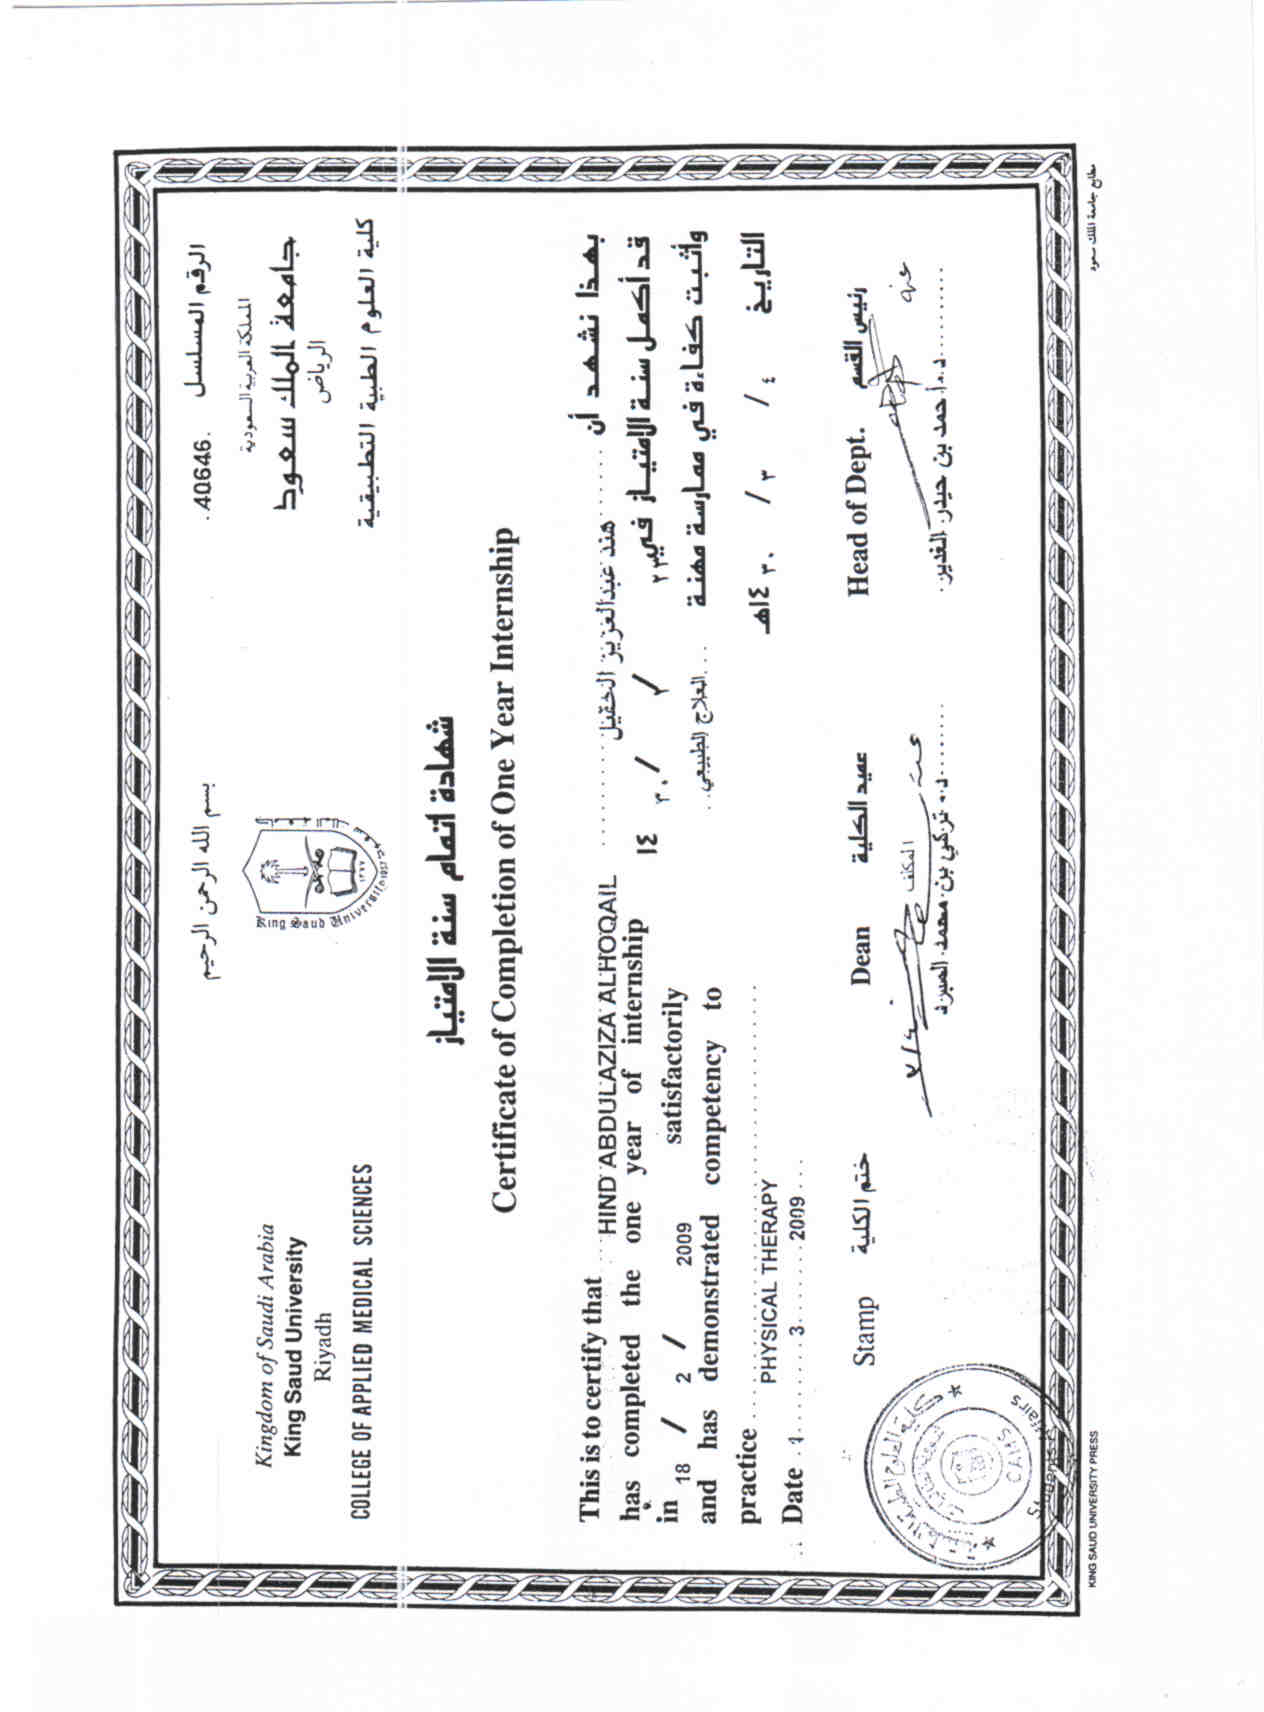 بسم الله الرحمن الرحيم
الرقم المسلسل
40646
Kingdom of Saudi Arabia
King Saud University
Riyadh
COLLEGE OF APPLIED MEDICAL SCIENCES
King Saud University
1957
١٣٧٧
المملكة العربية السعودية
جامعة الملك سعود
الرياض
كلية العلوم الطبية التطبيقية
شهادة اتمام سنة الامتياز
Certificate of Completion of One Year Internship
This is to certify that HIND ABDULAZIZA ALHOQAIL
has completed the one year of internship
in 18 / 2 / 2009 satisfactorily
and has demonstrated competency to
practice
PHYSICAL THERAPY
Date 1 3 2009
بهذا نشهد أن هند عبدالعزيز الحقيل
قد أكمل سنة الامتياز في ٢٣ / ٢ / ١٤٣٠
وأثبت كفاءة في ممارسة مهنة
العلاج الطبيعي
التاريخ ٤ / ٣ / ١٤٣٠هـ
Stamp ختم الكلية
Dean عميد الكلية
Head of Dept. رئيس القسم
المكلف
د. تركي بن محمد المبرد
عنه
أحمد بن حيدر الغدير
كلية العلوم الطبية التطبيقية
CAMS
Students Affairs
KING SAUD UNIVERSITY PRESS
مطابع جامعة الملك سعود